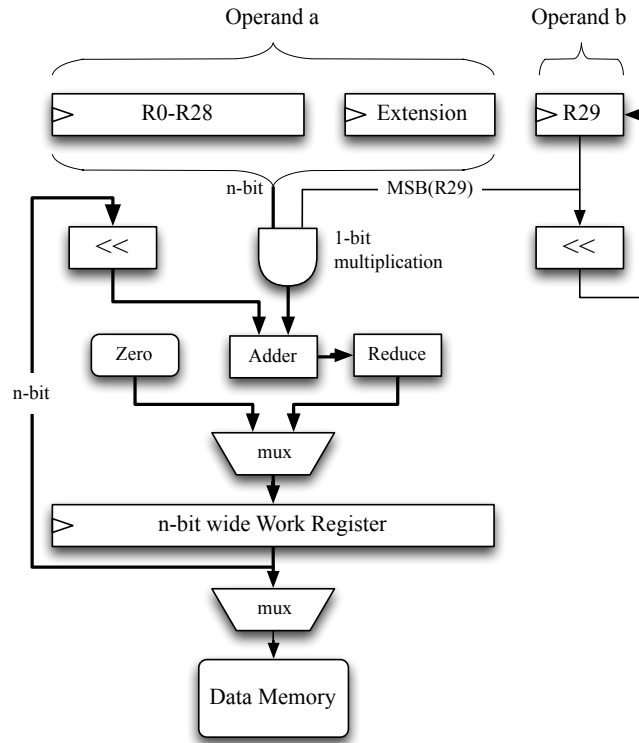 Operand a
Operand b
R0-R28
Extension
R29
n-bit
MSB(R29)
<<
1-bit
multiplication
<<
Zero
Adder
Reduce
n-bit
mux
n-bit wide Work Register
mux
Data Memory